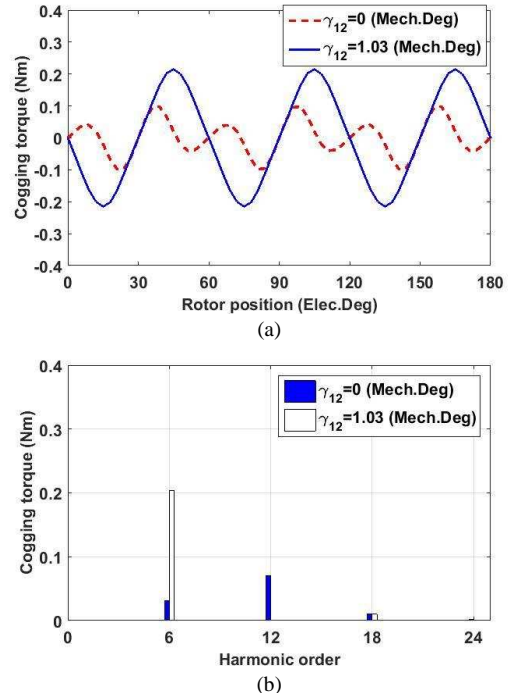 0.4
γ12=0 (Mech.Deg)
γ12=1.03 (Mech.Deg)
0.3
0.2
0.1
0
-0.1
-0.2
-0.3
-0.4
Cogging torque (Nm)
0 30 60 90 120 150 180
Rotor position (Elec.Deg)
(a)
0.4
γ12=0 (Mech.Deg)
γ12=1.03 (Mech.Deg)
0.3
0.2
0.1
0
Cogging torque (Nm)
0 6 12 18 24
Harmonic order
(b)